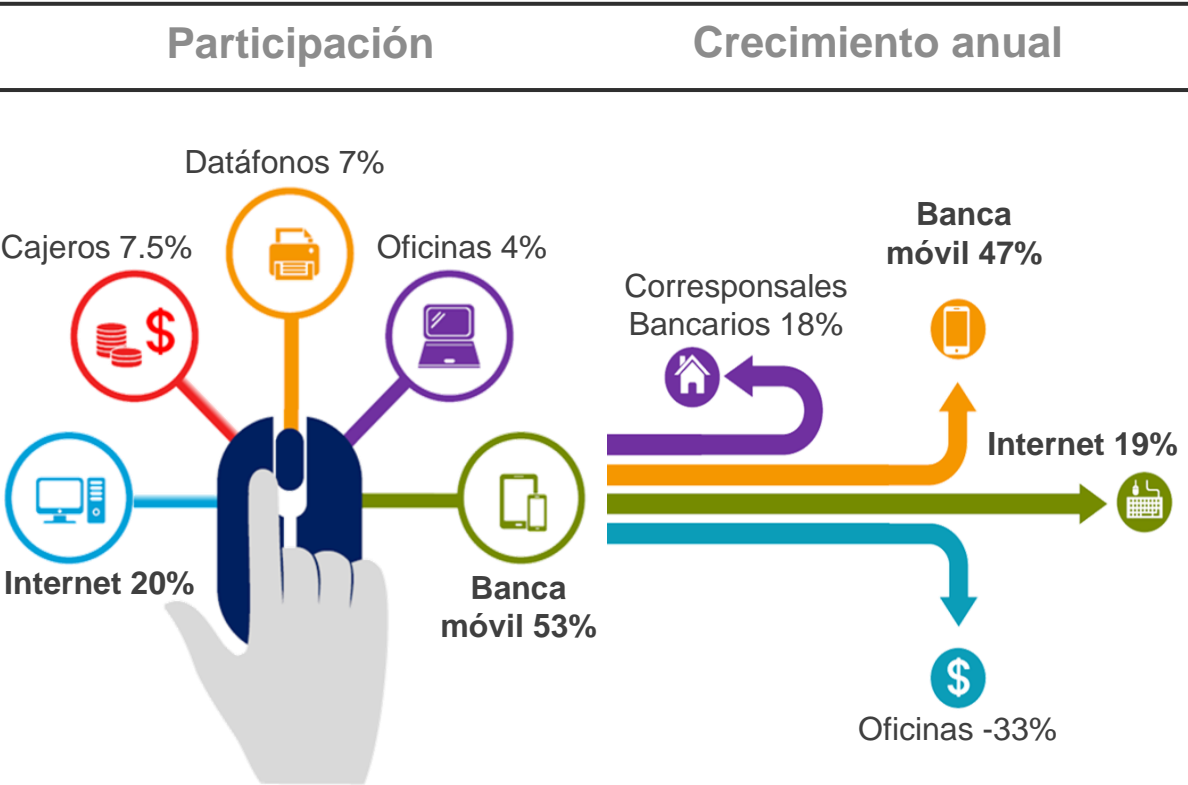 Participación
Crecimiento anual
Datáfonos 7%
Cajeros 7.5%
Oficinas 4%
Internet 20%
Banca
móvil 53%
Banca
móvil 47%
Corresponsales
Bancarios 18%
Internet 19%
$
$
Oficinas -33%